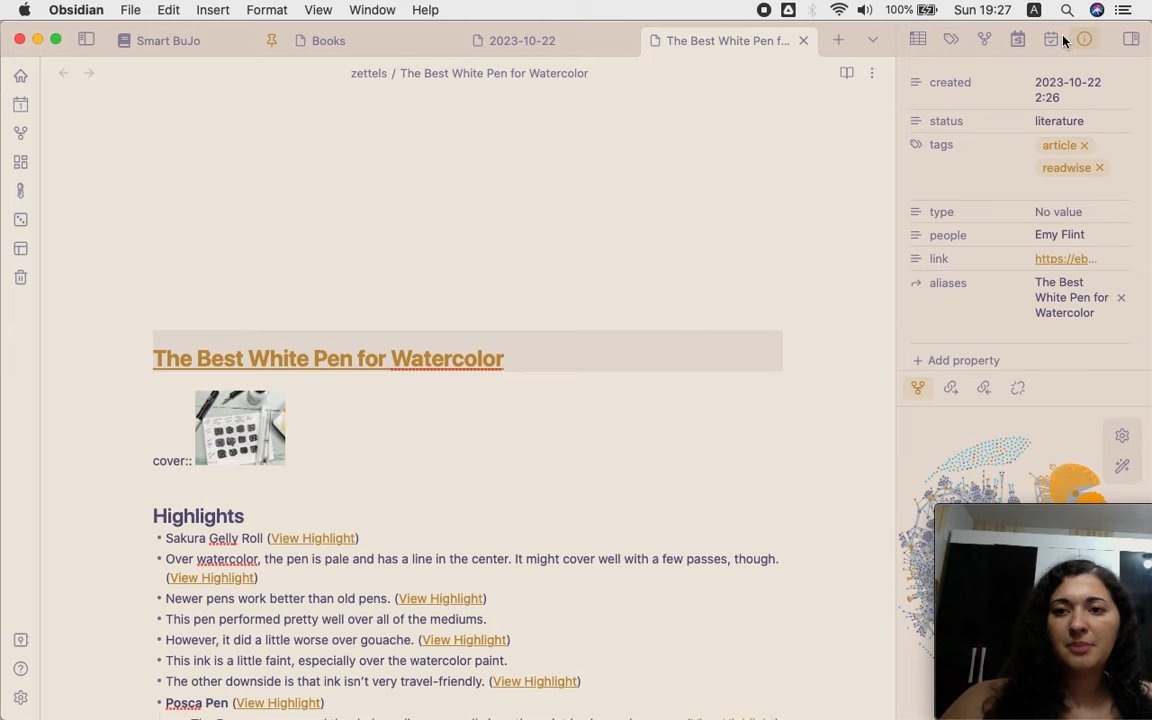 Obsidian File Edit Insert Format View Window Help 100% Sun 19:27 A
Smart BuJo Books 2023-10-22 The Best White Pen f...
zettels / The Best White Pen for Watercolor
created 2023-10-22
2:26
status literature
tags article
readwise
type No value
people Emy Flint
link https://eb...
aliases The Best
White Pen for
Watercolor
Add property
The Best White Pen for Watercolor
cover::
Highlights
• Sakura Gelly Roll (View Highlight)
• Over watercolor, the pen is pale and has a line in the center. It might cover well with a few passes, though.
(View Highlight)
• Newer pens work better than old pens. (View Highlight)
• This pen performed pretty well over all of the mediums.
• However, it did a little worse over gouache. (View Highlight)
• This ink is a little faint, especially over the watercolor paint.
• The other downside is that ink isn’t very travel-friendly. (View Highlight)
• Posca Pen (View Highlight)